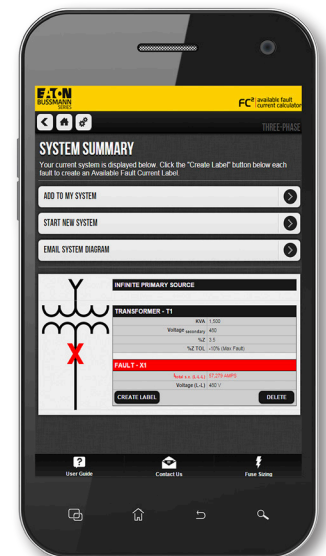 EATON
BUSSMANN
SERIES
FC² available fault
current calculator
THREE-PHASE
SYSTEM SUMMARY
Your current system is displayed below. Click the "Create Label" button below each
fault to create an Available Fault Current Label.
ADD TO MY SYSTEM
START NEW SYSTEM
EMAIL SYSTEM DIAGRAM
INFINITE PRIMARY SOURCE
TRANSFORMER - T1
KVA 1,500
Voltage secondary 480
%Z 3.5
%Z TOL -10% (Max Fault)
FAULT - X1
X
(L-L-L) 57,279 AMPS
Voltage (L-L) 480 V
CREATE LABEL
DELETE
?
User Guide
Contact Us
Fuse Sizing